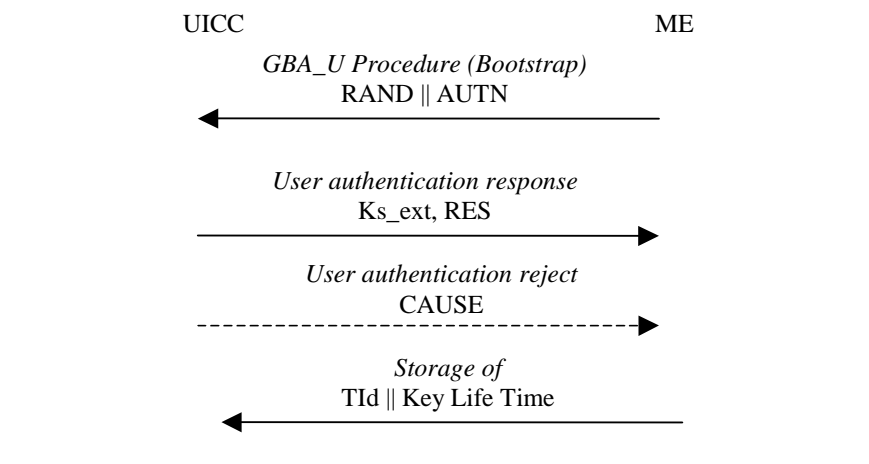 UICC ME
GBA_U Procedure (Bootstrap)
RAND || AUTN
User authentication response
Ks_ext, RES
User authentication reject
CAUSE
Storage of
TId || Key Life Time